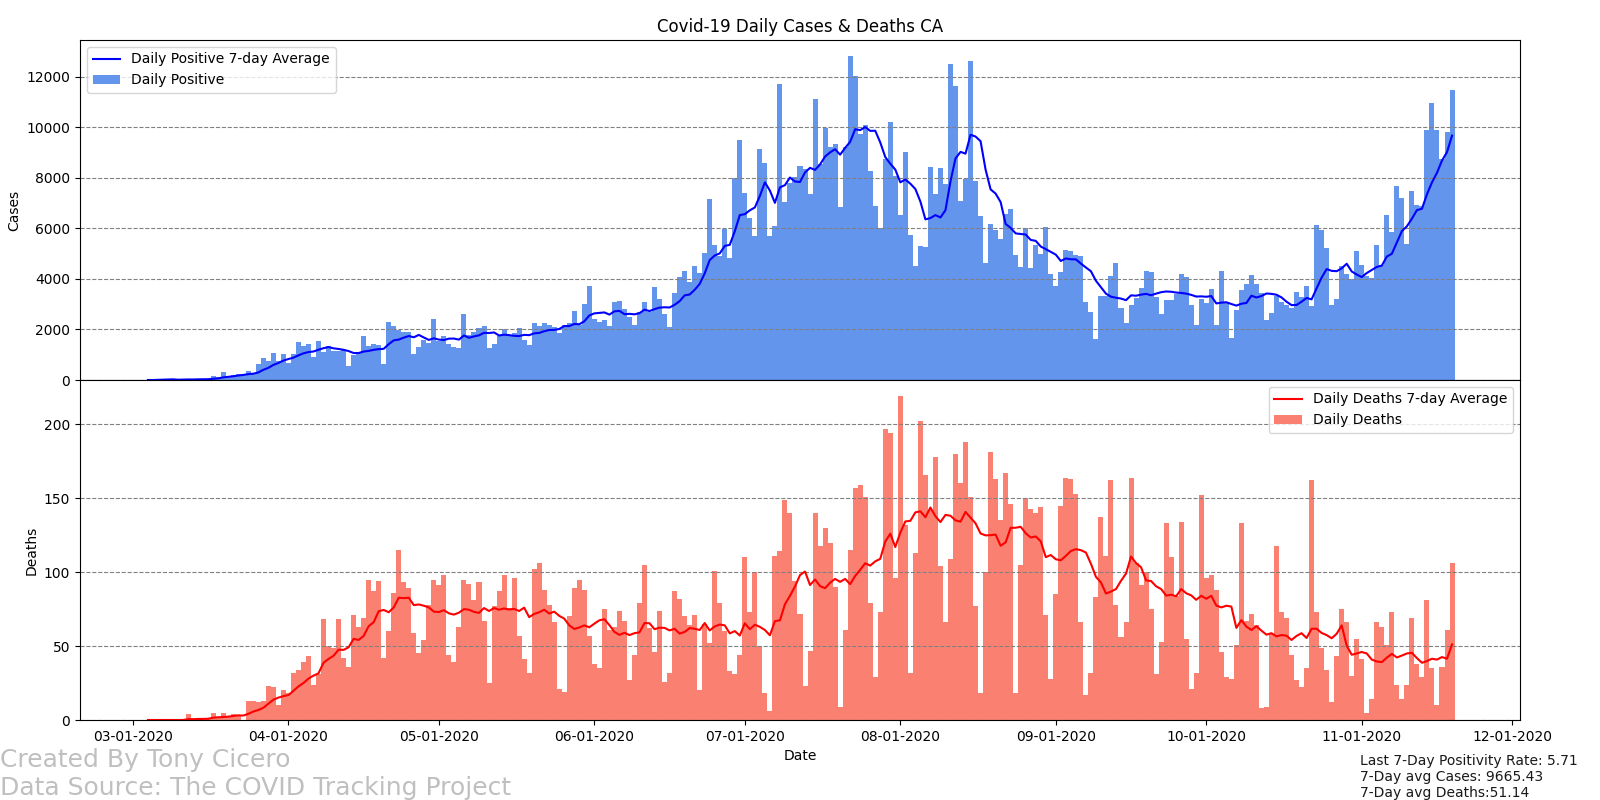 Covid-19 Daily Cases & Deaths CA
Daily Positive 7-day Average
Daily Positive
12000
10000
8000
6000
4000
2000
0
Cases
Daily Deaths 7-day Average
Daily Deaths
200
150
100
50
0
Deaths
03-01-2020 04-01-2020 05-01-2020 06-01-2020 07-01-2020 08-01-2020 09-01-2020 10-01-2020 11-01-2020 12-01-2020
Date
Created By Tony Cicero
Data Source: The COVID Tracking Project
Last 7-Day Positivity Rate: 5.71
7-Day avg Cases: 9665.43
7-Day avg Deaths:51.14